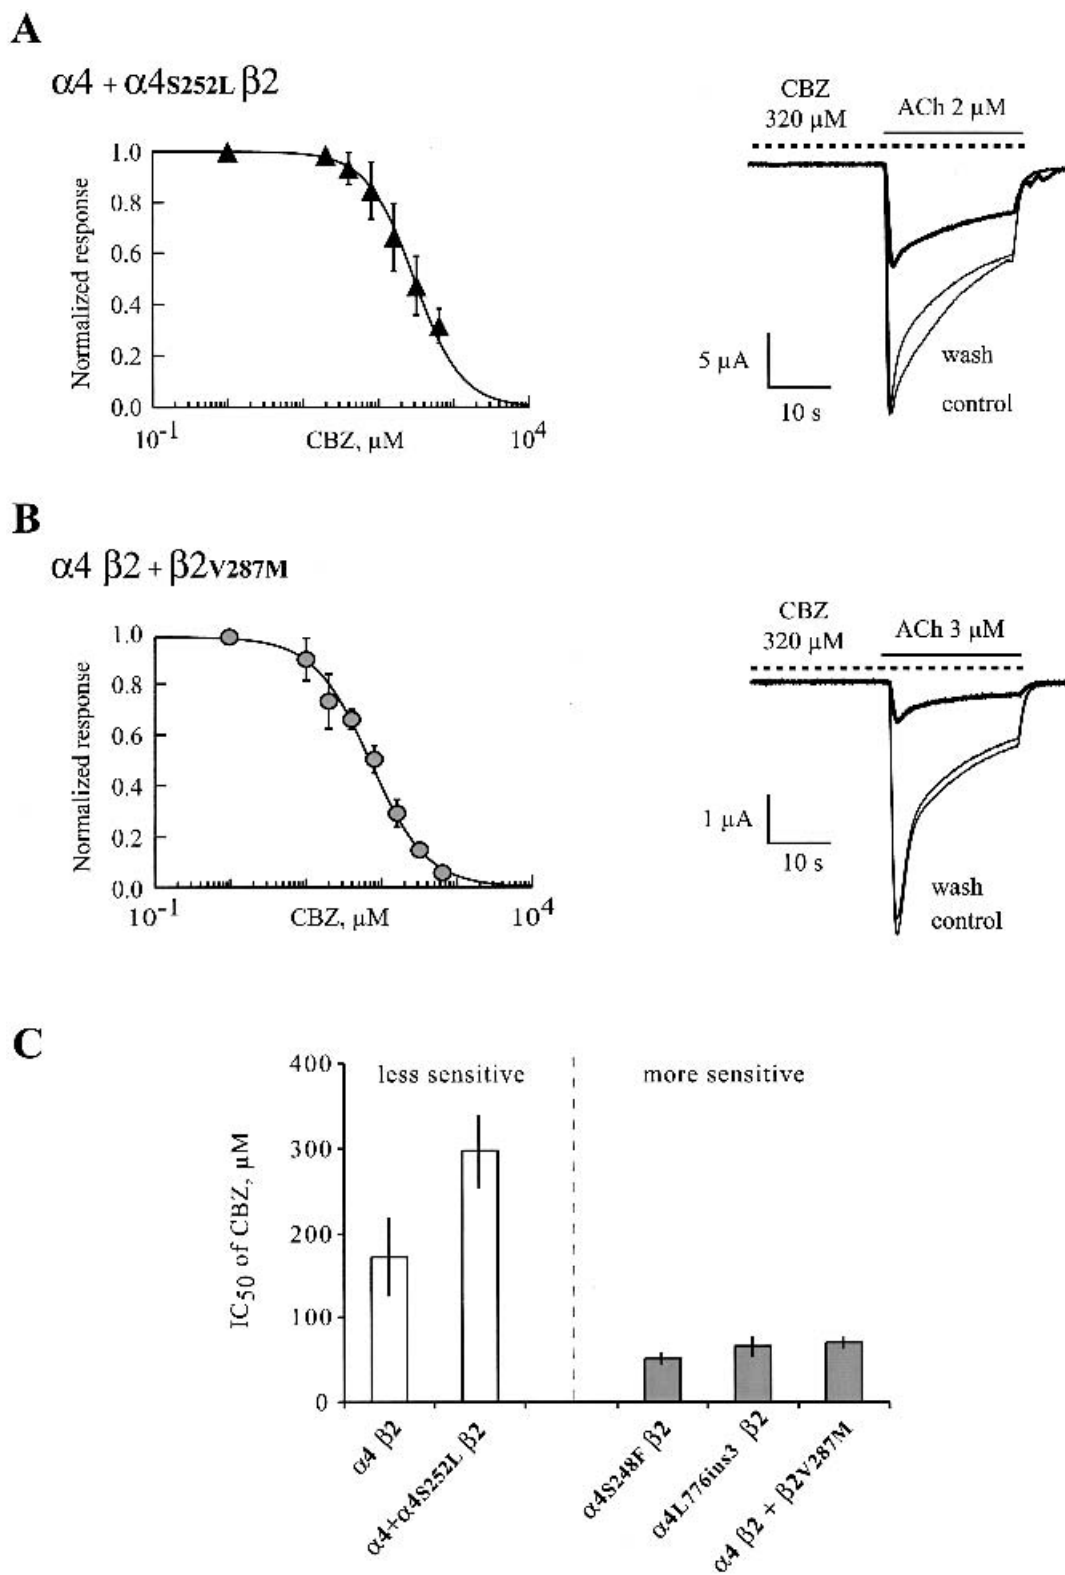 A
α4 + α4S252L β2
CBZ
320 μM
ACh 2 μM
Normalized response
1.0
0.8
0.6
0.4
0.2
0.0
10-1
CBZ, μM
104
5 μA
10 s
wash
control
B
α4 β2 + β2V287M
CBZ
320 μM
ACh 3 μM
Normalized response
1.0
0.8
0.6
0.4
0.2
0.0
10-1
CBZ, μM
104
1 μA
10 s
wash
control
C
less sensitive
more sensitive
IC50 of CBZ, μM
400
300
200
100
0
α4 β2
α4+α4S252L β2
α4S248F β2
α4L776ins3 β2
α4 β2 + β2V287M